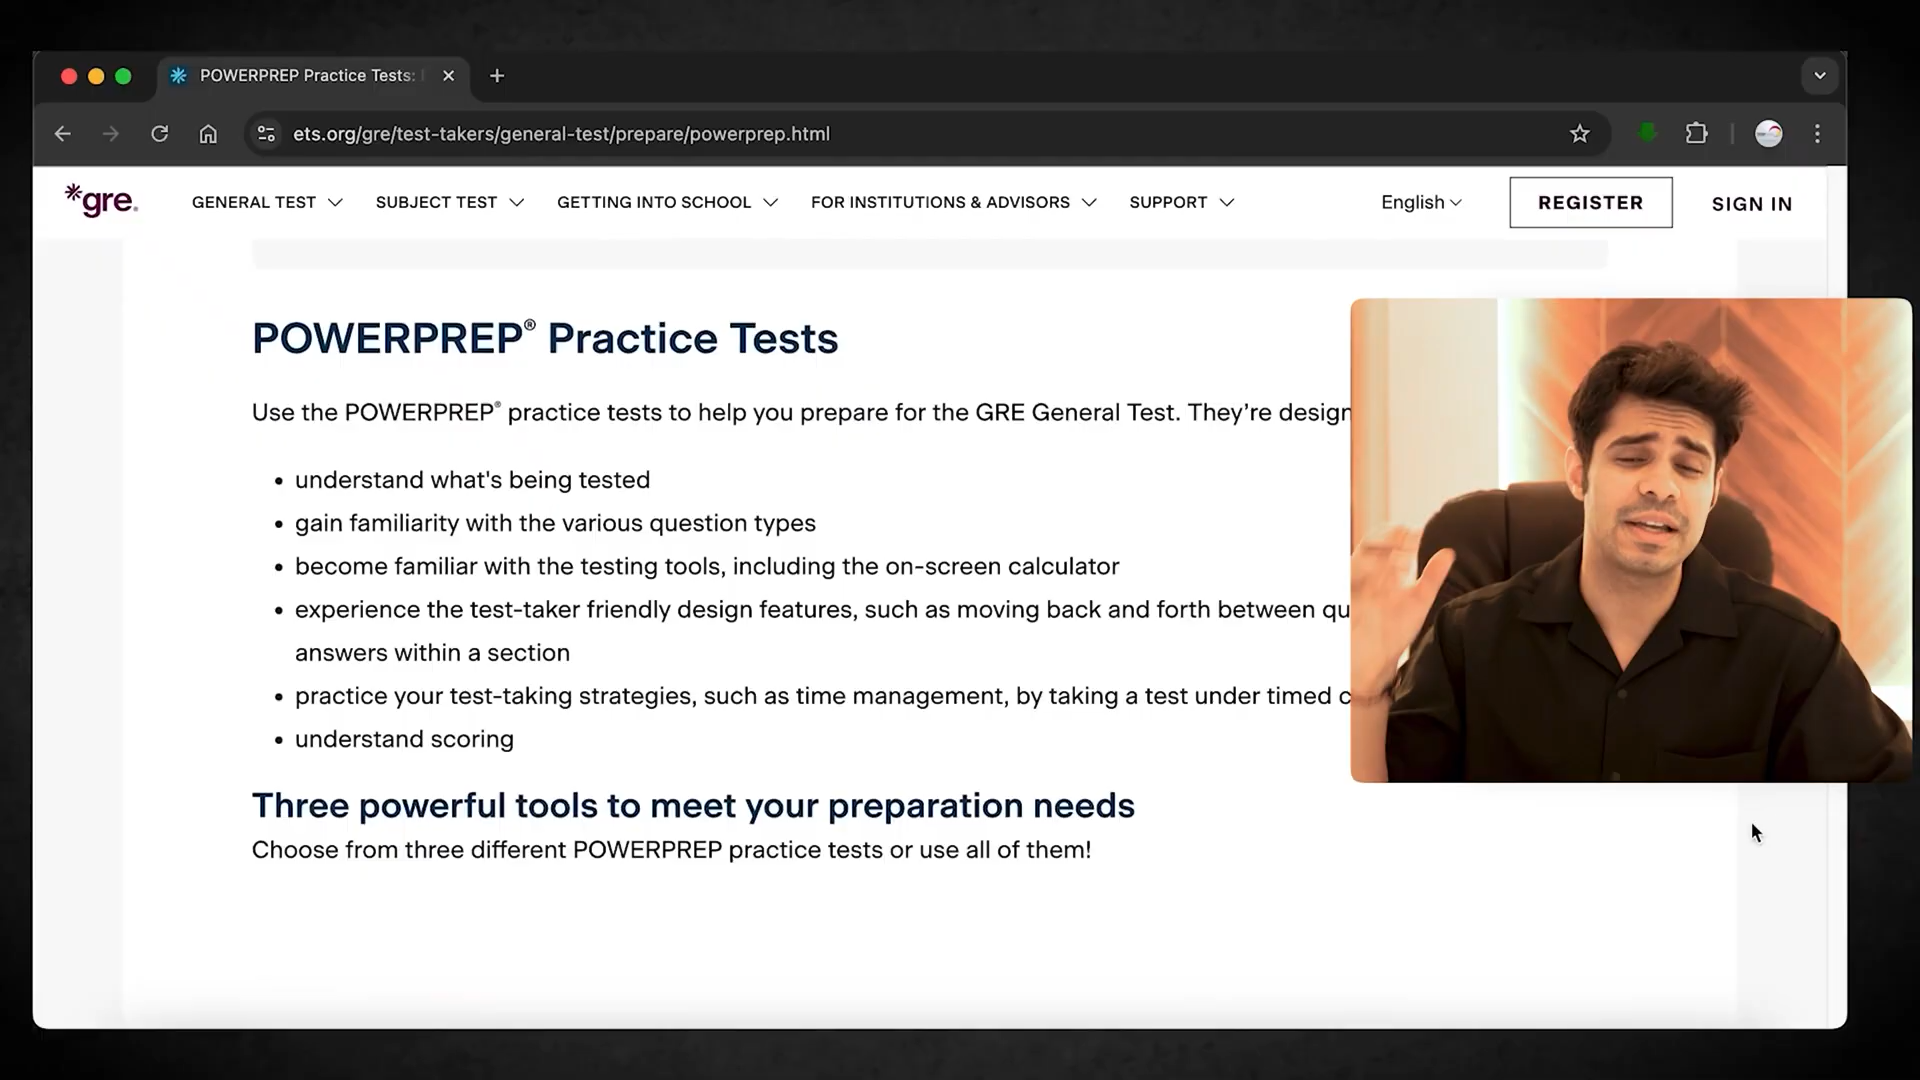 POWERPREP Practice Tests:
ets.org/gre/test-takers/general-test/prepare/powerprep.html
*gre.
GENERAL TEST
SUBJECT TEST
GETTING INTO SCHOOL
FOR INSTITUTIONS & ADVISORS
SUPPORT
English
REGISTER
SIGN IN
POWERPREP® Practice Tests
Use the POWERPREP® practice tests to help you prepare for the GRE General Test. They're design
• understand what's being tested
• gain familiarity with the various question types
• become familiar with the testing tools, including the on-screen calculator
• experience the test-taker friendly design features, such as moving back and forth between qu
answers within a section
• practice your test-taking strategies, such as time management, by taking a test under timed c
• understand scoring
Three powerful tools to meet your preparation needs
Choose from three different POWERPREP practice tests or use all of them!